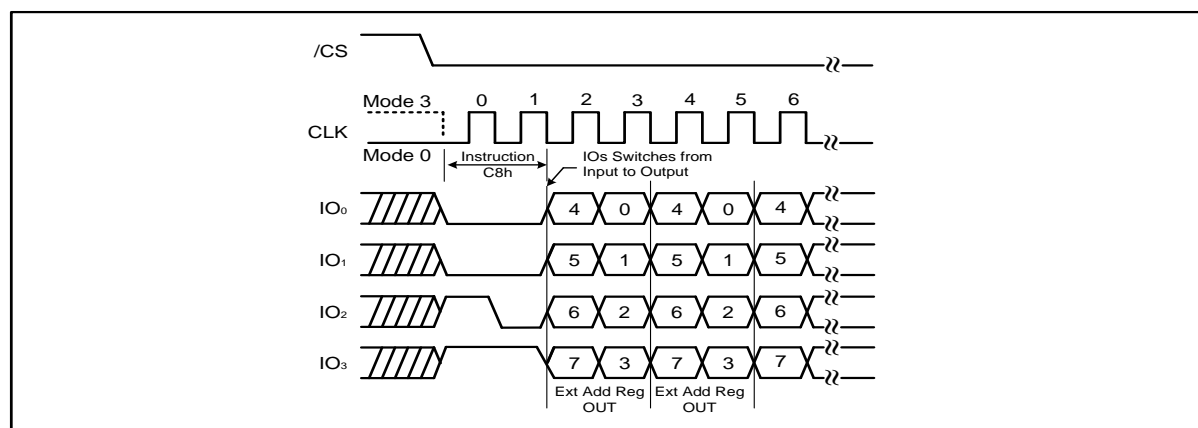 /CS
Mode 3
0 1 2 3 4 5 6
CLK
Mode 0
Instruction
C8h
IOs Switches from
Input to Output
IO₀
4 0 4 0 4
IO₁
5 1 5 1 5
IO₂
6 2 6 2 6
IO₃
7 3 7 3 7
Ext Add Reg
OUT
Ext Add Reg
OUT